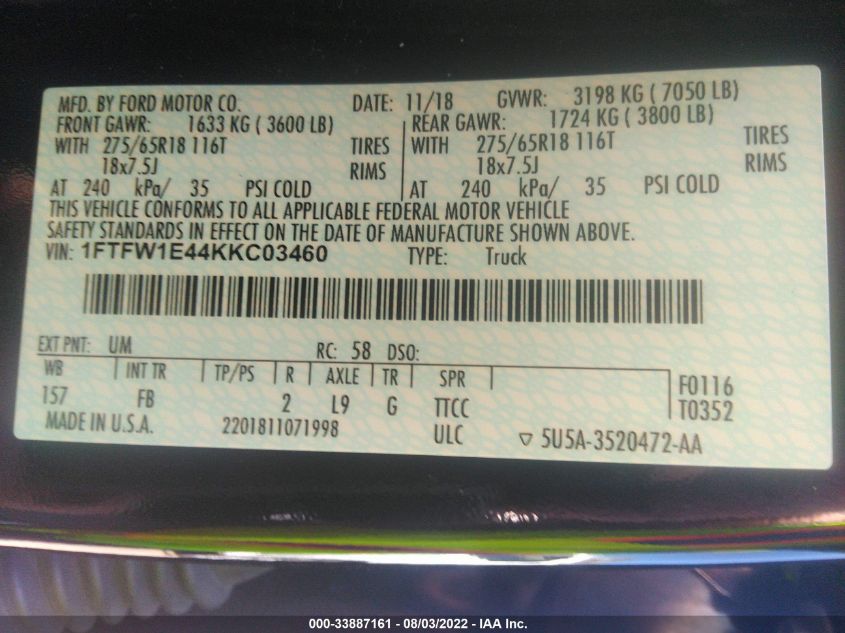 MFD. BY FORD MOTOR CO. DATE: 11/18 GVWR: 3198 KG ( 7050 LB)
FRONT GAWR: 1633 KG ( 3600 LB) REAR GAWR: 1724 KG ( 3800 LB)
WITH 275/65R18 116T TIRES WITH 275/65R18 116T TIRES
18x7.5J RIMS 18x7.5J RIMS
AT 240 kPa/ 35 PSI COLD AT 240 kPa/ 35 PSI COLD
THIS VEHICLE CONFORMS TO ALL APPLICABLE FEDERAL MOTOR VEHICLE
SAFETY STANDARDS IN EFFECT ON THE DATE OF MANUFACTURE SHOWN ABOVE.
VIN: 1FTFW1E44KKC03460 TYPE: Truck
EXT PNT: UM RC: 58 DSO:
WB INT TR TP/PS R AXLE TR SPR
157 FB 2 L9 G TTCC F0116
T0352
MADE IN U.S.A. 2201811071998 ULC 5U5A-3520472-AA
000-33887161 - 08/03/2022 - IAA Inc.